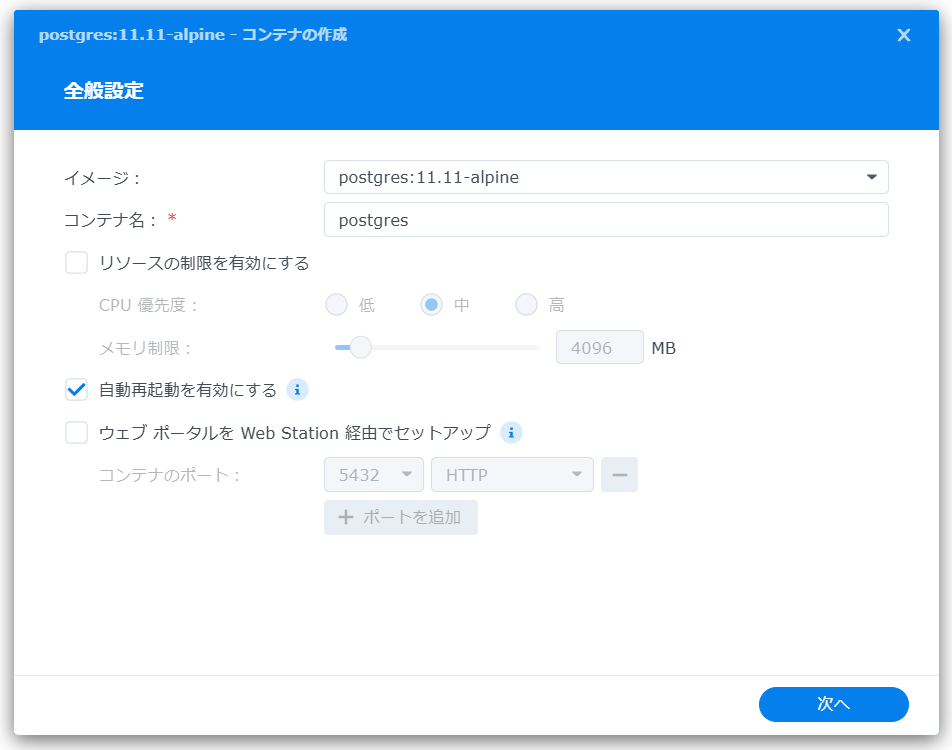 postgres:11.11-alpine - コンテナの作成
全般設定
イメージ： postgres:11.11-alpine
コンテナ名： * postgres
リソースの制限を有効にする
CPU 優先度： 低 中 高
メモリ制限： 4096 MB
自動再起動を有効にする
ウェブ ポータルを Web Station 経由でセットアップ
コンテナのポート： 5432 HTTP
ポートを追加
次へ